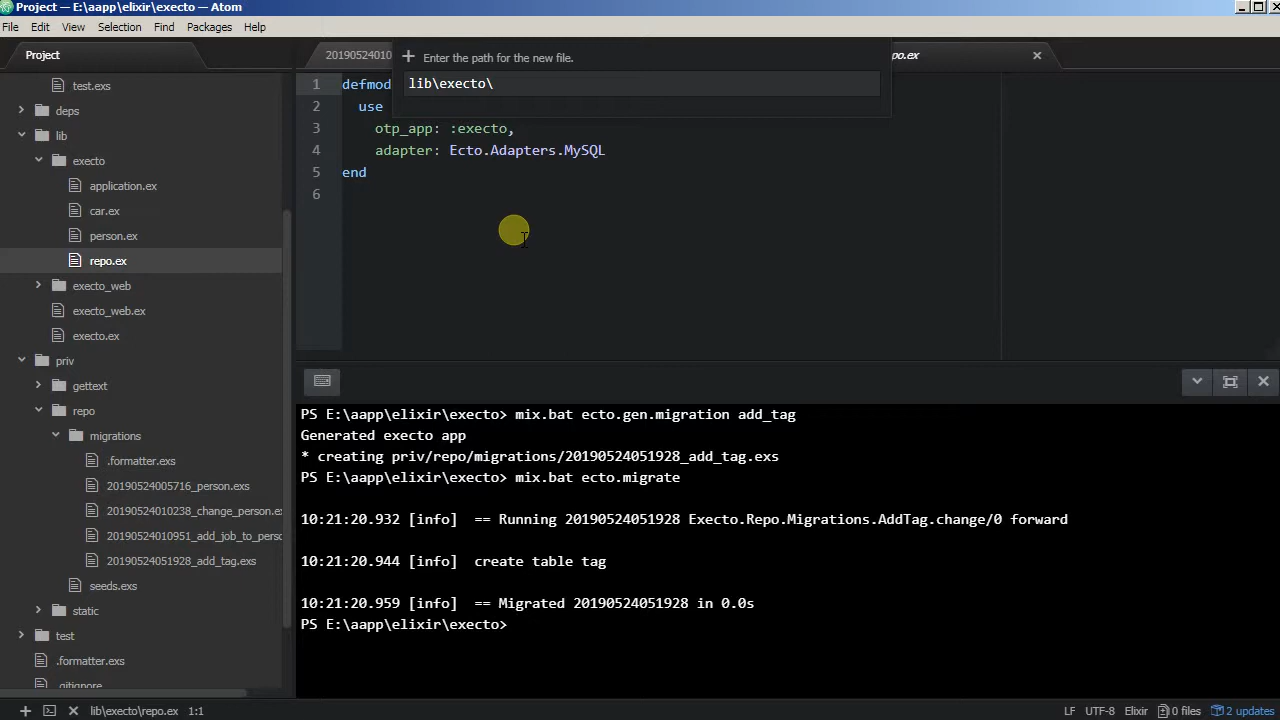 Project — E:\aapp\elixir\execto — Atom
File Edit View Selection Find Packages Help
Project
test.exs
deps
lib
execto
application.ex
car.ex
person.ex
repo.ex
execto_web
execto_web.ex
execto.ex
priv
gettext
repo
migrations
.formatter.exs
20190524005716_person.exs
20190524010238_change_person.ex
20190524010951_add_job_to_perso
20190524051928_add_tag.exs
seeds.exs
static
test
.formatter.exs
.gitignore
20190524010
epo.ex
Enter the path for the new file.
lib\execto\
1 defmod
2 use
3 otp_app: :execto,
4 adapter: Ecto.Adapters.MySQL
5 end
6
PS E:\aapp\elixir\execto> mix.bat ecto.gen.migration add_tag
Generated execto app
* creating priv/repo/migrations/20190524051928_add_tag.exs
PS E:\aapp\elixir\execto> mix.bat ecto.migrate
10:21:20.932 [info]  == Running 20190524051928 Execto.Repo.Migrations.AddTag.change/0 forward
10:21:20.944 [info]  create table tag
10:21:20.959 [info]  == Migrated 20190524051928 in 0.0s
PS E:\aapp\elixir\execto>
lib\execto\repo.ex 1:1 LF UTF-8 Elixir 0 files 2 updates